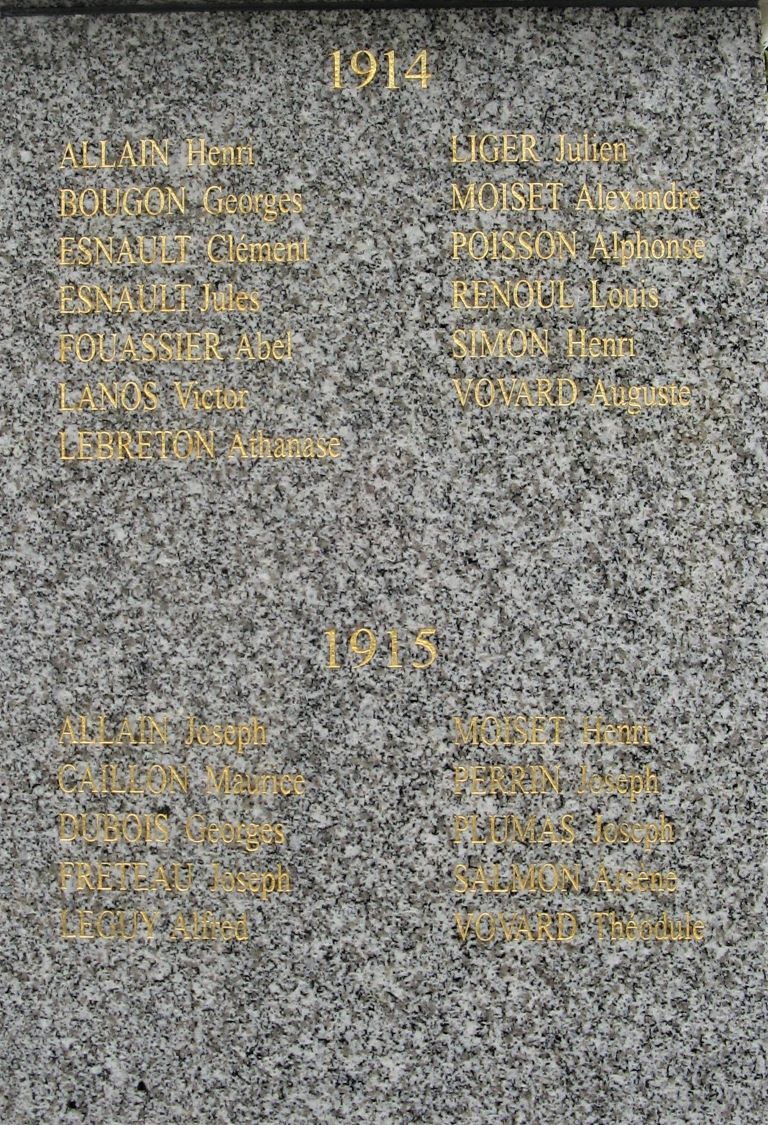 1914
ALLAIN Henri
BOUGON Georges
ESNAULT Clément
ESNAULT Jules
FOUASSIER Abel
LANOS Victor
LEBRETON Athanase
LIGER Julien
MOISET Alexandre
POISSON Alphonse
RENOUL Louis
SIMON Henri
VOVARD Auguste
1915
ALLAIN Joseph
CAILLON Maurice
DUBOIS Georges
FRETEAU Joseph
LEGUY Alfred
MOISET Henri
PERRIN Joseph
PLUMAS Joseph
SALMON Arsène
VOVARD Théodule